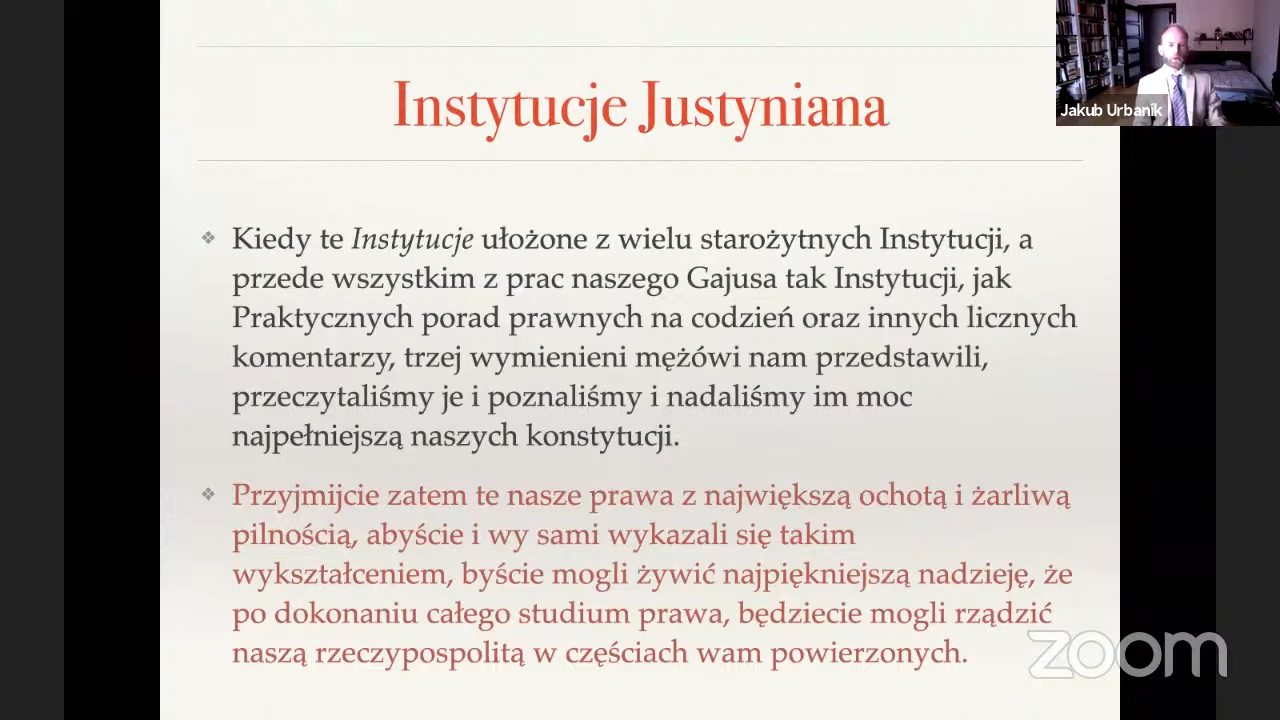 Instytucje Justyniana
Jakub Urbanik
❖ Kiedy te Instytucje ułożone z wielu starożytnych Instytucji, a
przede wszystkim z prac naszego Gajusa tak Instytucji, jak
Praktycznych porad prawnych na codzień oraz innych licznych
komentarzy, trzej wymienieni mężówi nam przedstawili,
przeczytaliśmy je i poznaliśmy i nadaliśmy im moc
najpełniejszą naszych konstytucji.
❖ Przyjmijcie zatem te nasze prawa z największą ochotą i żarliwą
pilnością, abyście i wy sami wykazali się takim
wykształceniem, byście mogli żywić najpiękniejszą nadzieję, że
po dokonaniu całego studium prawa, będziecie mogli rządzić
naszą rzeczypospolitą w częściach wam powierzonych.
zoom